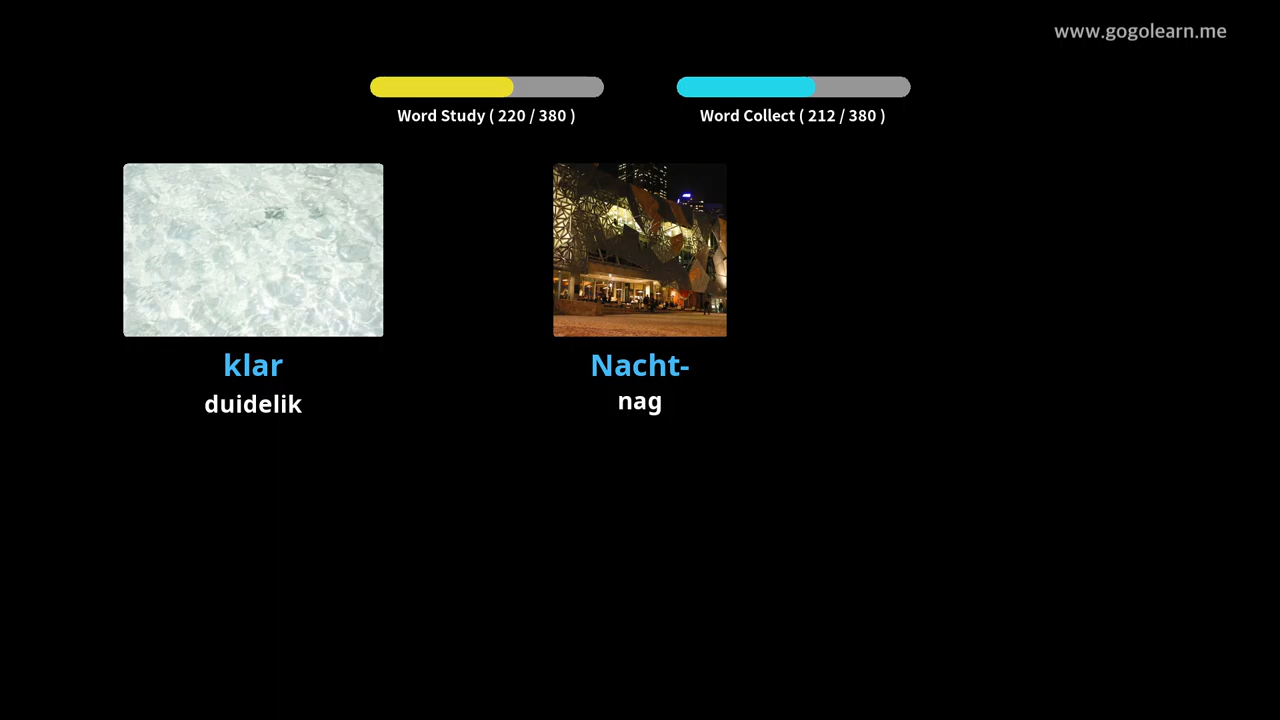 www.gogolearn.me
Word Study ( 220 / 380 )
Word Collect ( 212 / 380 )
klar
duidelik
Nacht-
nag